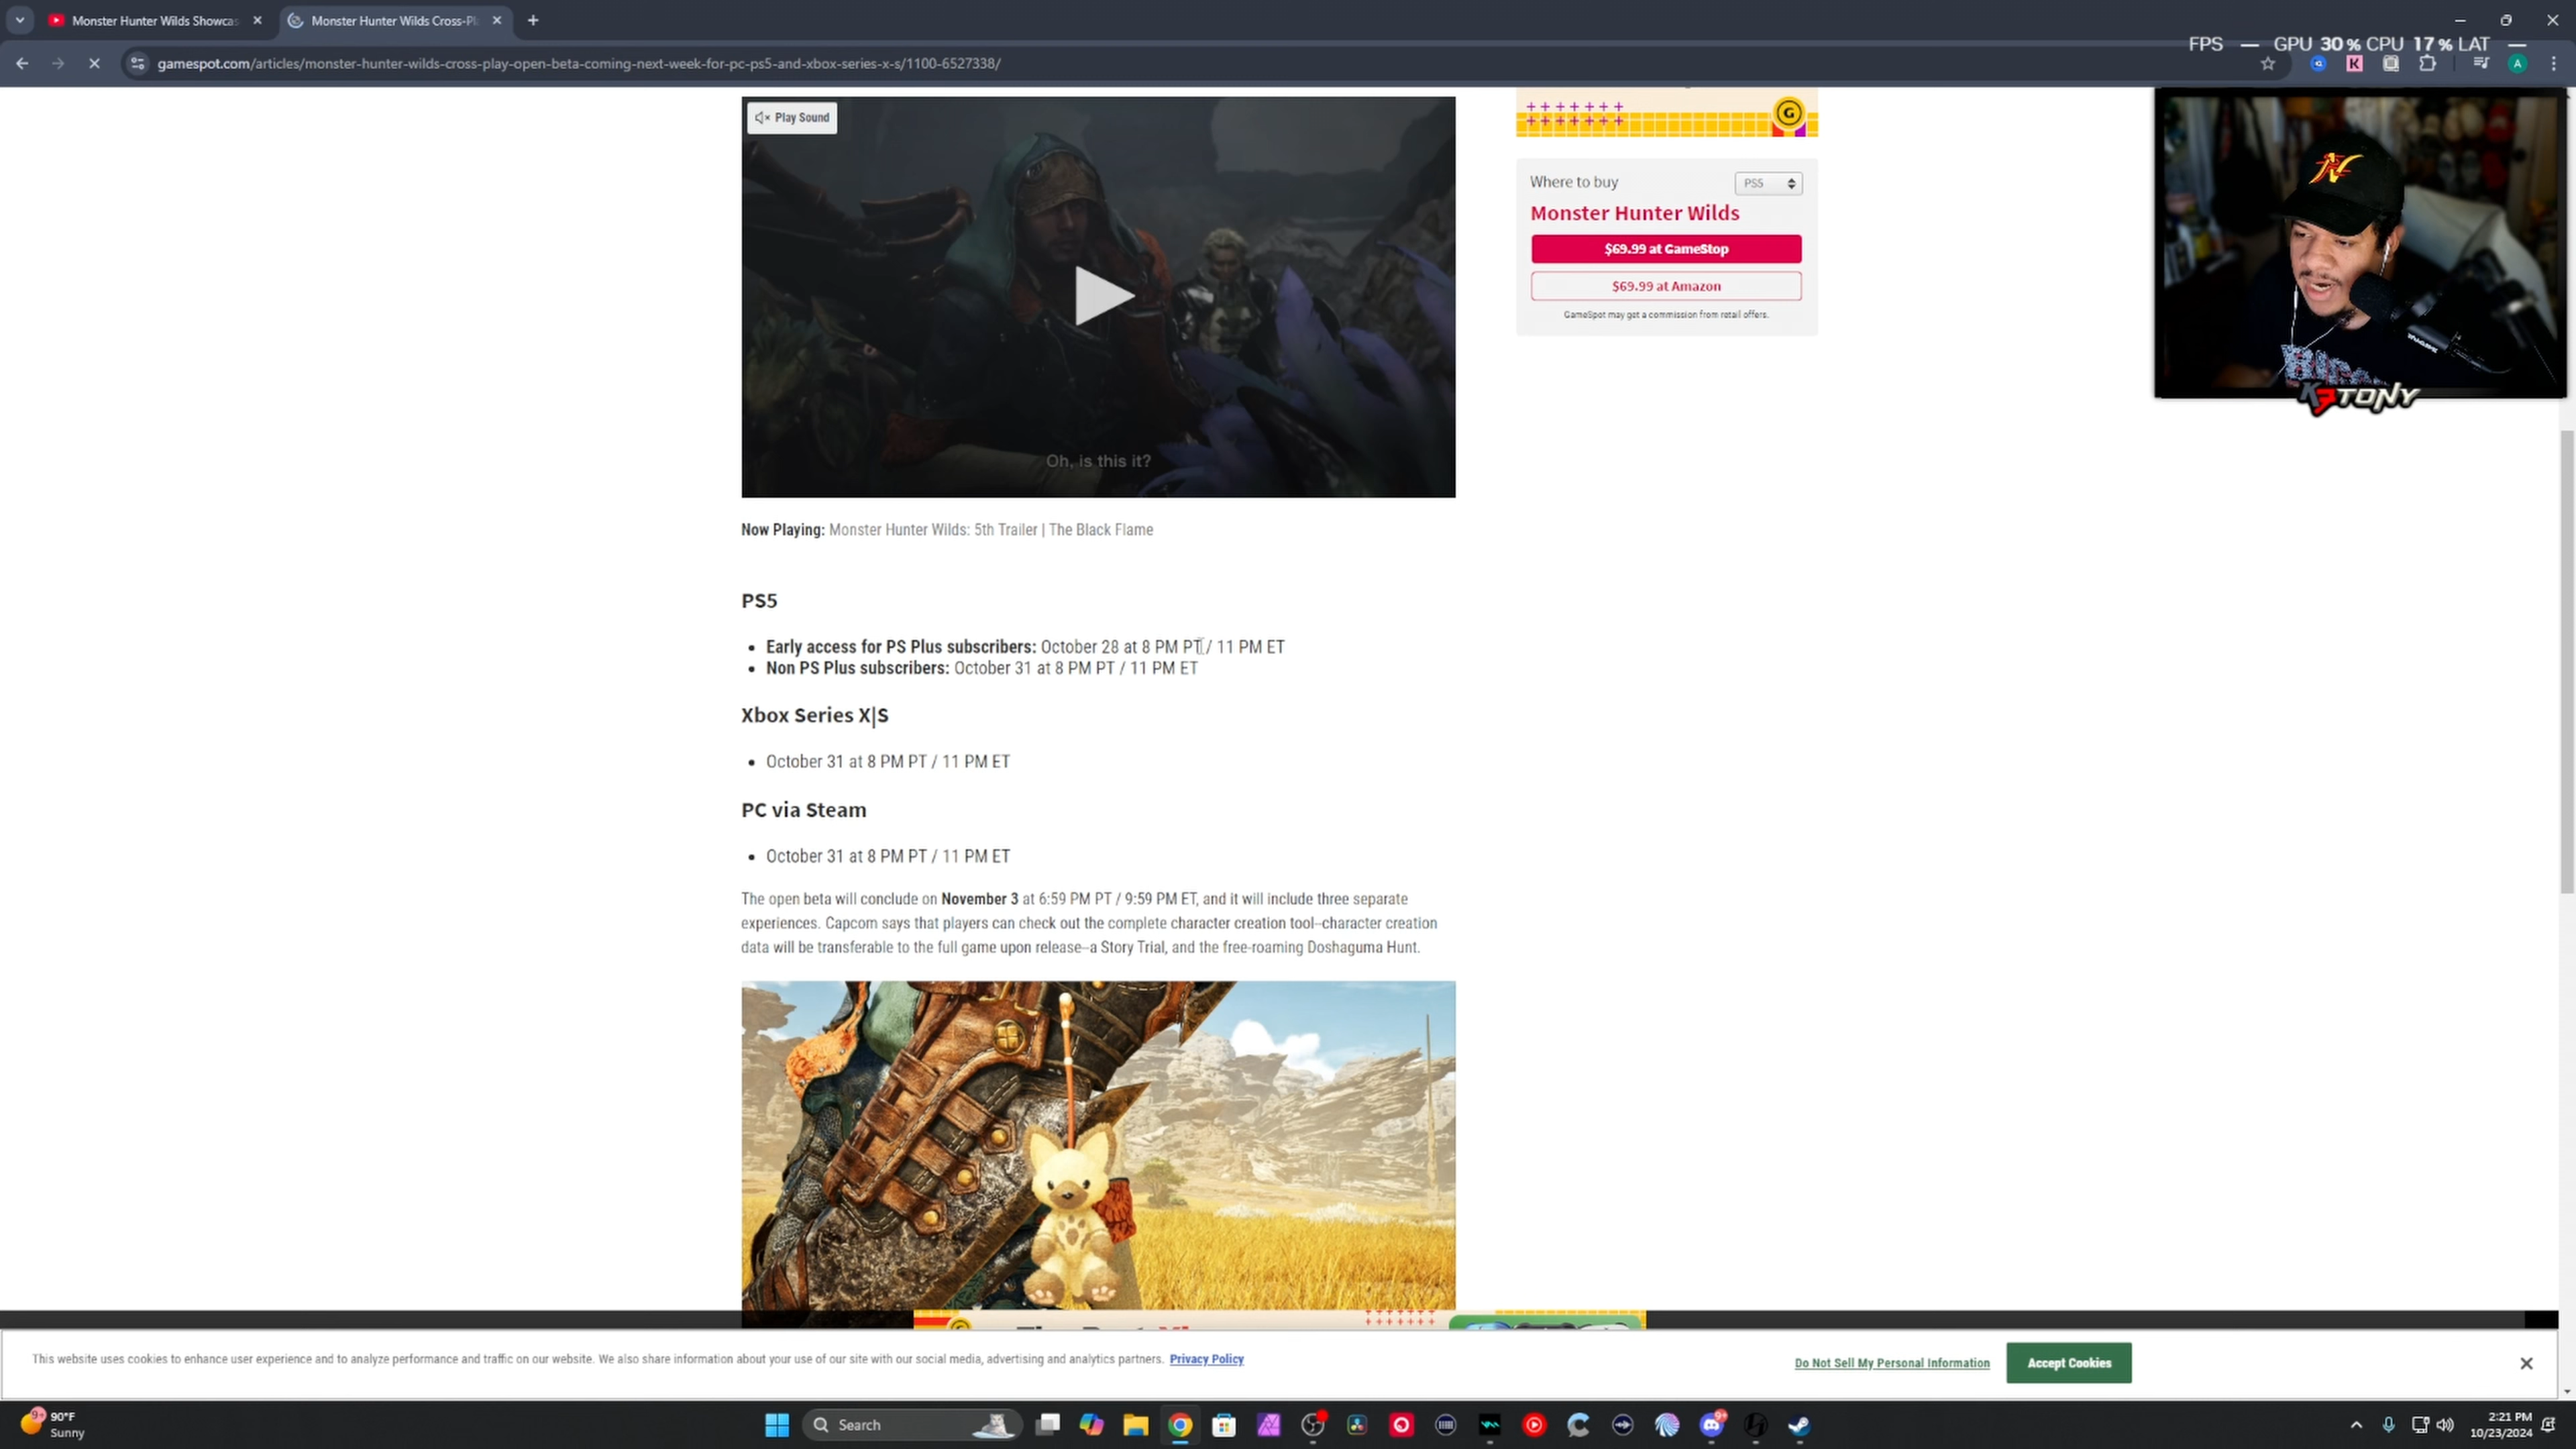 Monster Hunter Wilds Showcas
Monster Hunter Wilds Cross-Pl
FPS — GPU 30 % CPU 17 % LAT —
gamespot.com/articles/monster-hunter-wilds-cross-play-open-beta-coming-next-week-for-pc-ps5-and-xbox-series-x-s/1100-6527338/
K
A
Play Sound
Oh, is this it?
G
Where to buy
PS5
Monster Hunter Wilds
$69.99 at GameStop
$69.99 at Amazon
GameSpot may get a commission from retail offers.
K9TONY
Now Playing: Monster Hunter Wilds: 5th Trailer | The Black Flame
PS5
• Early access for PS Plus subscribers: October 28 at 8 PM PT / 11 PM ET
• Non PS Plus subscribers: October 31 at 8 PM PT / 11 PM ET
Xbox Series X|S
• October 31 at 8 PM PT / 11 PM ET
PC via Steam
• October 31 at 8 PM PT / 11 PM ET
The open beta will conclude on November 3 at 6:59 PM PT / 9:59 PM ET, and it will include three separate
experiences. Capcom says that players can check out the complete character creation tool--character creation
data will be transferable to the full game upon release--a Story Trial, and the free-roaming Doshaguma Hunt.
This website uses cookies to enhance user experience and to analyze performance and traffic on our website. We also share information about your use of our site with our social media, advertising and analytics partners. Privacy Policy
Do Not Sell My Personal Information
Accept Cookies
9+
90°F
Sunny
Search
2:21 PM
10/23/2024